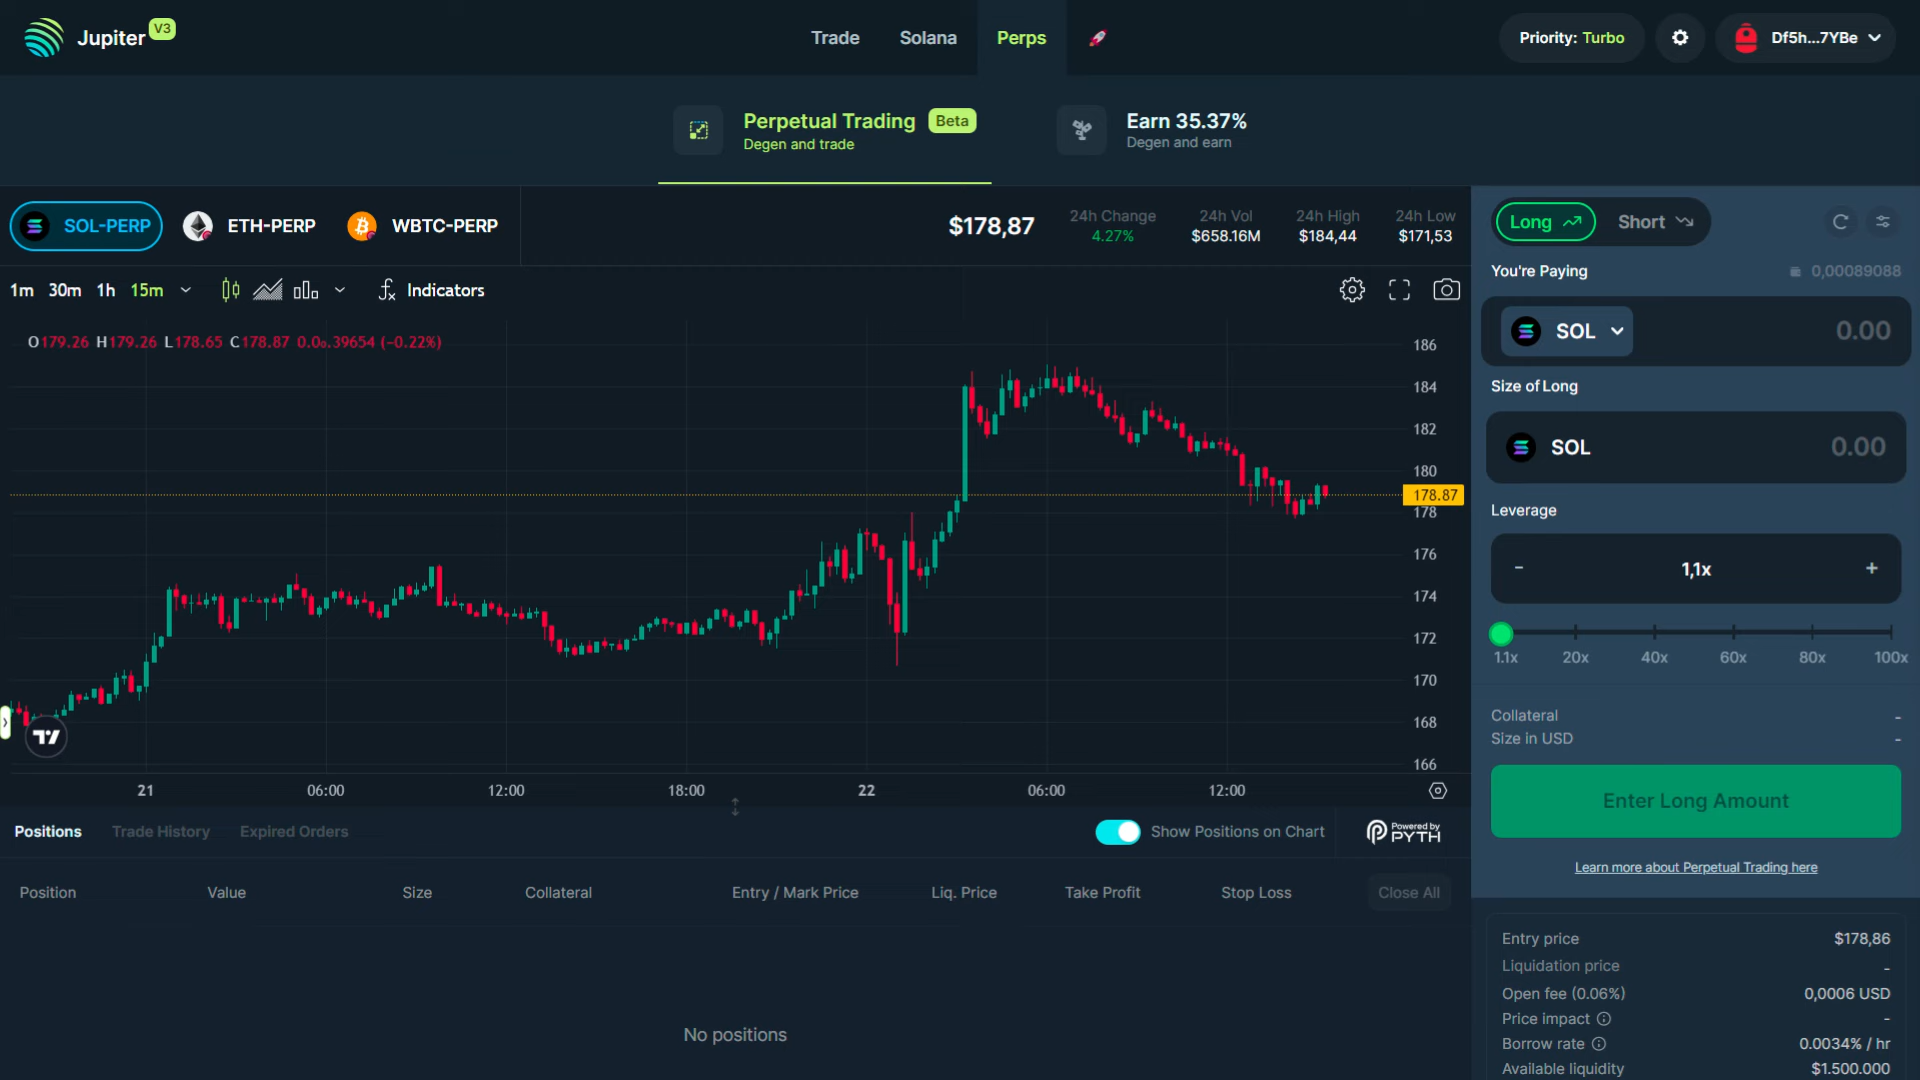 Jupiter V3
Trade
Solana
Perps
Priority: Turbo
Df5h...7YBe
Perpetual Trading Beta
Degen and trade
Earn 35.37%
Degen and earn
SOL-PERP
ETH-PERP
WBTC-PERP
$178,87
24h Change
4.27%
24h Vol
$658.16M
24h High
$184,44
24h Low
$171,53
1m 30m 1h 15m
Indicators
O179.26 H179.26 L178.65 C178.87 0.0₀.39654 (−0.22%)
186
184
182
180
178.87
178
176
174
172
170
168
166
21
06:00
12:00
18:00
22
06:00
12:00
Positions
Trade History
Expired Orders
Show Positions on Chart
Powered by
PYTH
Position
Value
Size
Collateral
Entry / Mark Price
Liq. Price
Take Profit
Stop Loss
Close All
No positions
Long
Short
You're Paying
0,00089088
SOL
0.00
Size of Long
SOL
0.00
Leverage
- 1,1x +
1.1x 20x 40x 60x 80x 100x
Collateral -
Size in USD -
Enter Long Amount
Learn more about Perpetual Trading here
Entry price $178,86
Liquidation price -
Open fee (0.06%) 0,0006 USD
Price impact -
Borrow rate 0.0034% / hr
Available liquidity $1.500.000